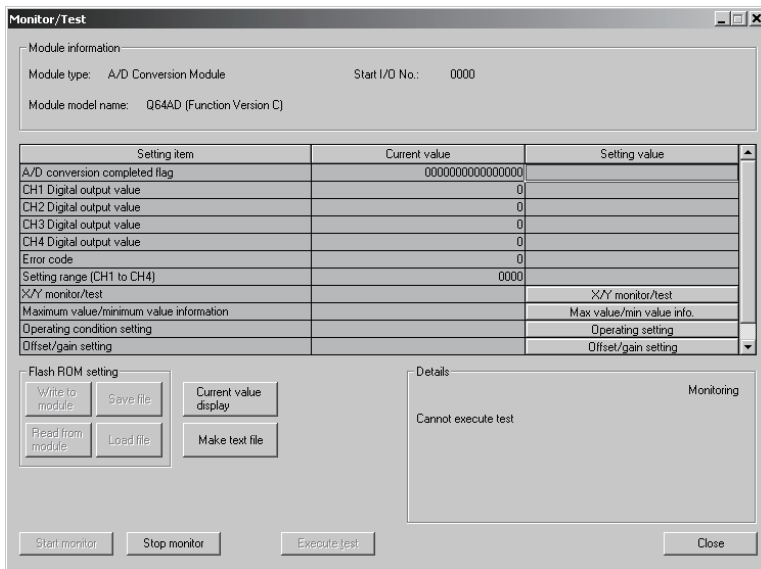 Monitor/Test
Module information
Module type: A/D Conversion Module Start I/O No.: 0000
Module model name: Q64AD (Function Version C)
Setting item Current value Setting value
A/D conversion completed flag 0000000000000000
CH1 Digital output value 0
CH2 Digital output value 0
CH3 Digital output value 0
CH4 Digital output value 0
Error code 0
Setting range (CH1 to CH4) 0000
X/Y monitor/test X/Y monitor/test
Maximum value/minimum value information Max value/min value info.
Operating condition setting Operating setting
Offset/gain setting Offset/gain setting
Flash ROM setting
Write to
module
Save file
Current value
display
Read from
module
Load file
Make text file
Details
Monitoring
Cannot execute test
Start monitor Stop monitor Execute test Close